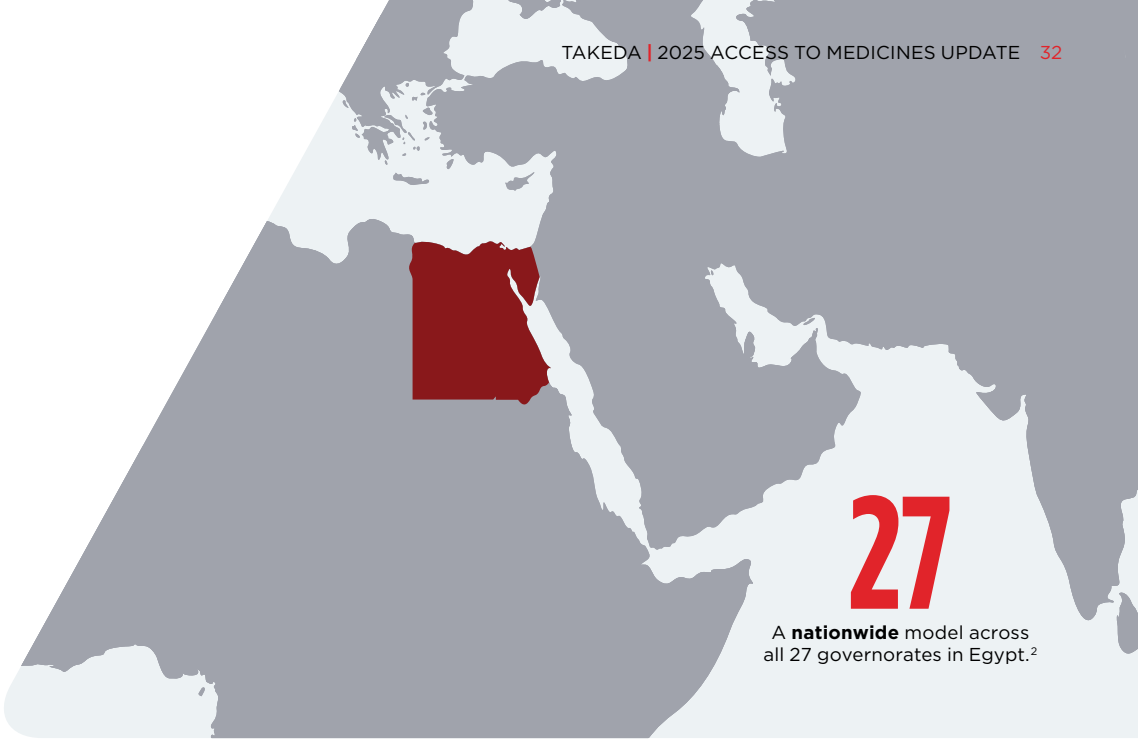 TAKEDA | 2025 ACCESS TO MEDICINES UPDATE 32
27
A nationwide model across
all 27 governorates in Egypt.²